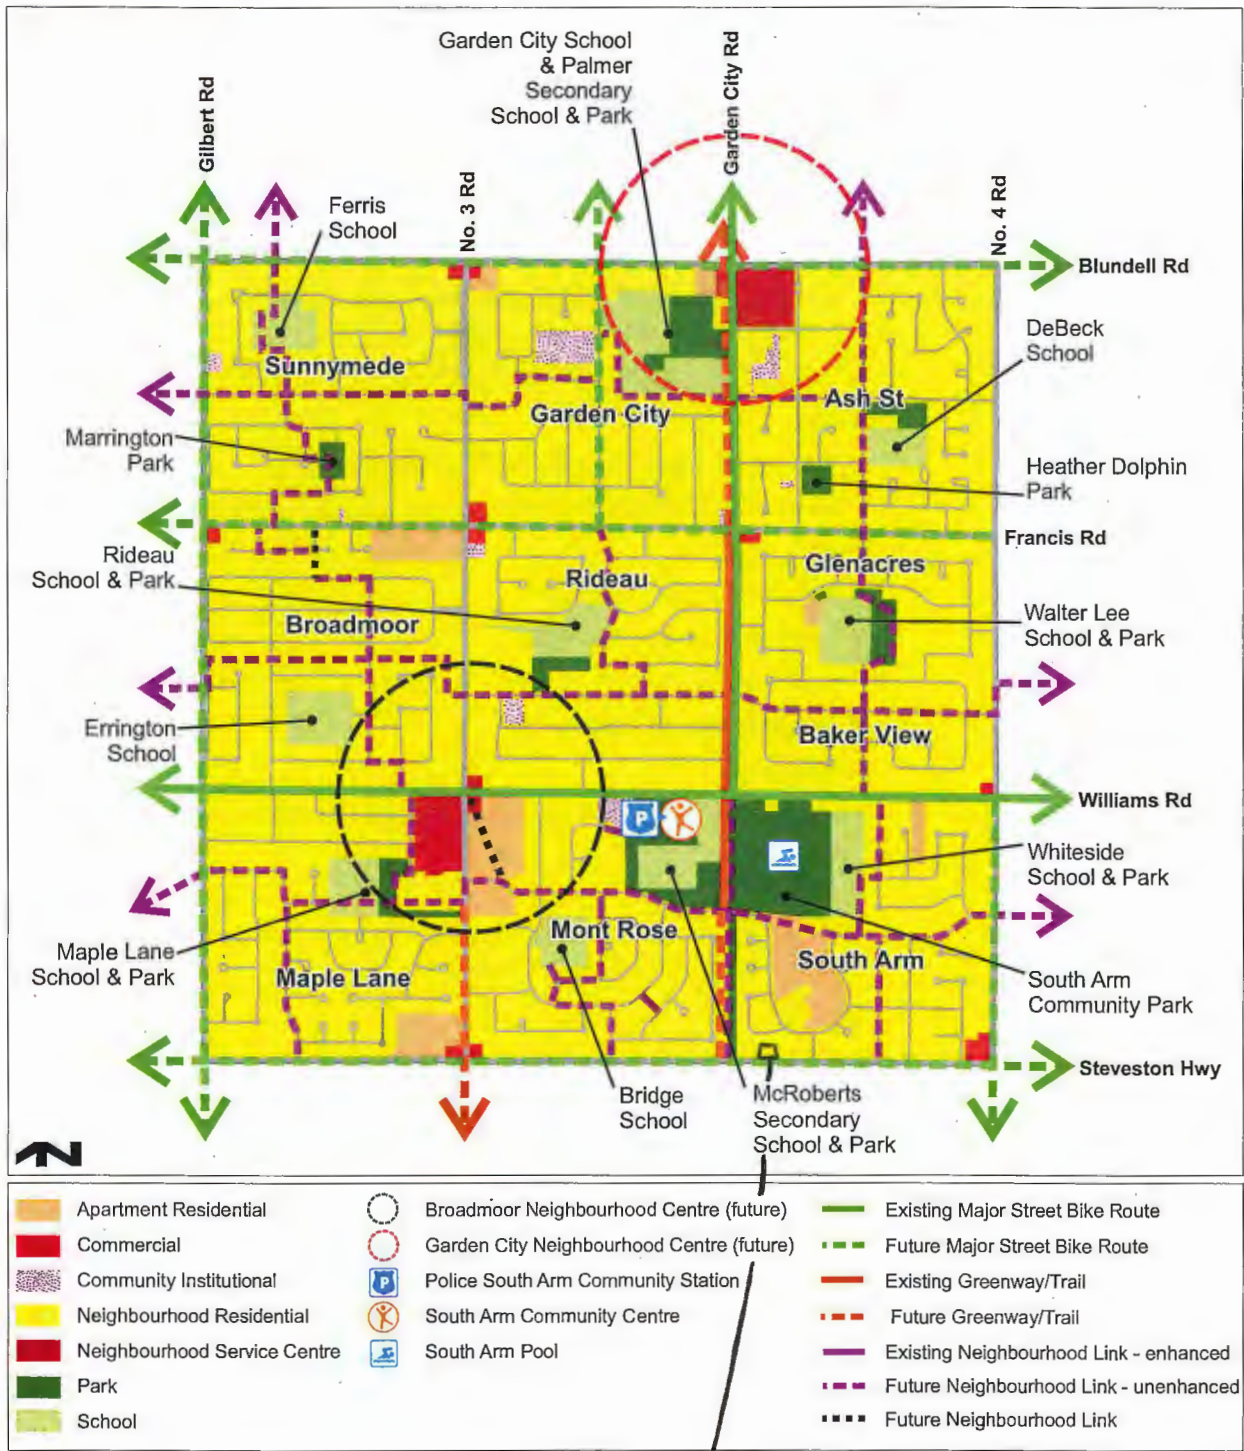 Garden City School
& Palmer
Secondary
School & Park
Garden City Rd
Gilbert Rd
No. 3 Rd
No. 4 Rd
Ferris
School
Blundell Rd
DeBeck
School
Sunnymede
Garden City
Ash St
Marrington
Park
Heather Dolphin
Park
Francis Rd
Rideau
School & Park
Rideau
Glenacres
Broadmoor
Walter Lee
School & Park
Errington
School
Baker View
Williams Rd
P
Whiteside
School & Park
Mont Rose
Maple Lane
School & Park
Maple Lane
South Arm
South Arm
Community Park
Steveston Hwy
Bridge
School
McRoberts
Secondary
School & Park
N
Apartment Residential
Commercial
Community Institutional
Neighbourhood Residential
Neighbourhood Service Centre
Park
School
Broadmoor Neighbourhood Centre (future)
Garden City Neighbourhood Centre (future)
P
Police South Arm Community Station
South Arm Community Centre
South Arm Pool
Existing Major Street Bike Route
Future Major Street Bike Route
Existing Greenway/Trail
Future Greenway/Trail
Existing Neighbourhood Link - enhanced
Future Neighbourhood Link - unenhanced
Future Neighbourhood Link